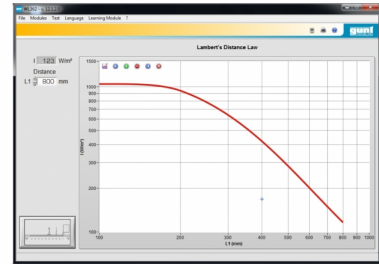 File Modules Test Language Learning Module ?
gunt
Lambert's Distance Law
I 123 W/m²
Distance
L1 800 mm
1500
1000
900
800
700
600
500
400
300
200
100
I (W/m²)
100 200 300 400 500 600 700 800 900 1000
L1 (mm)